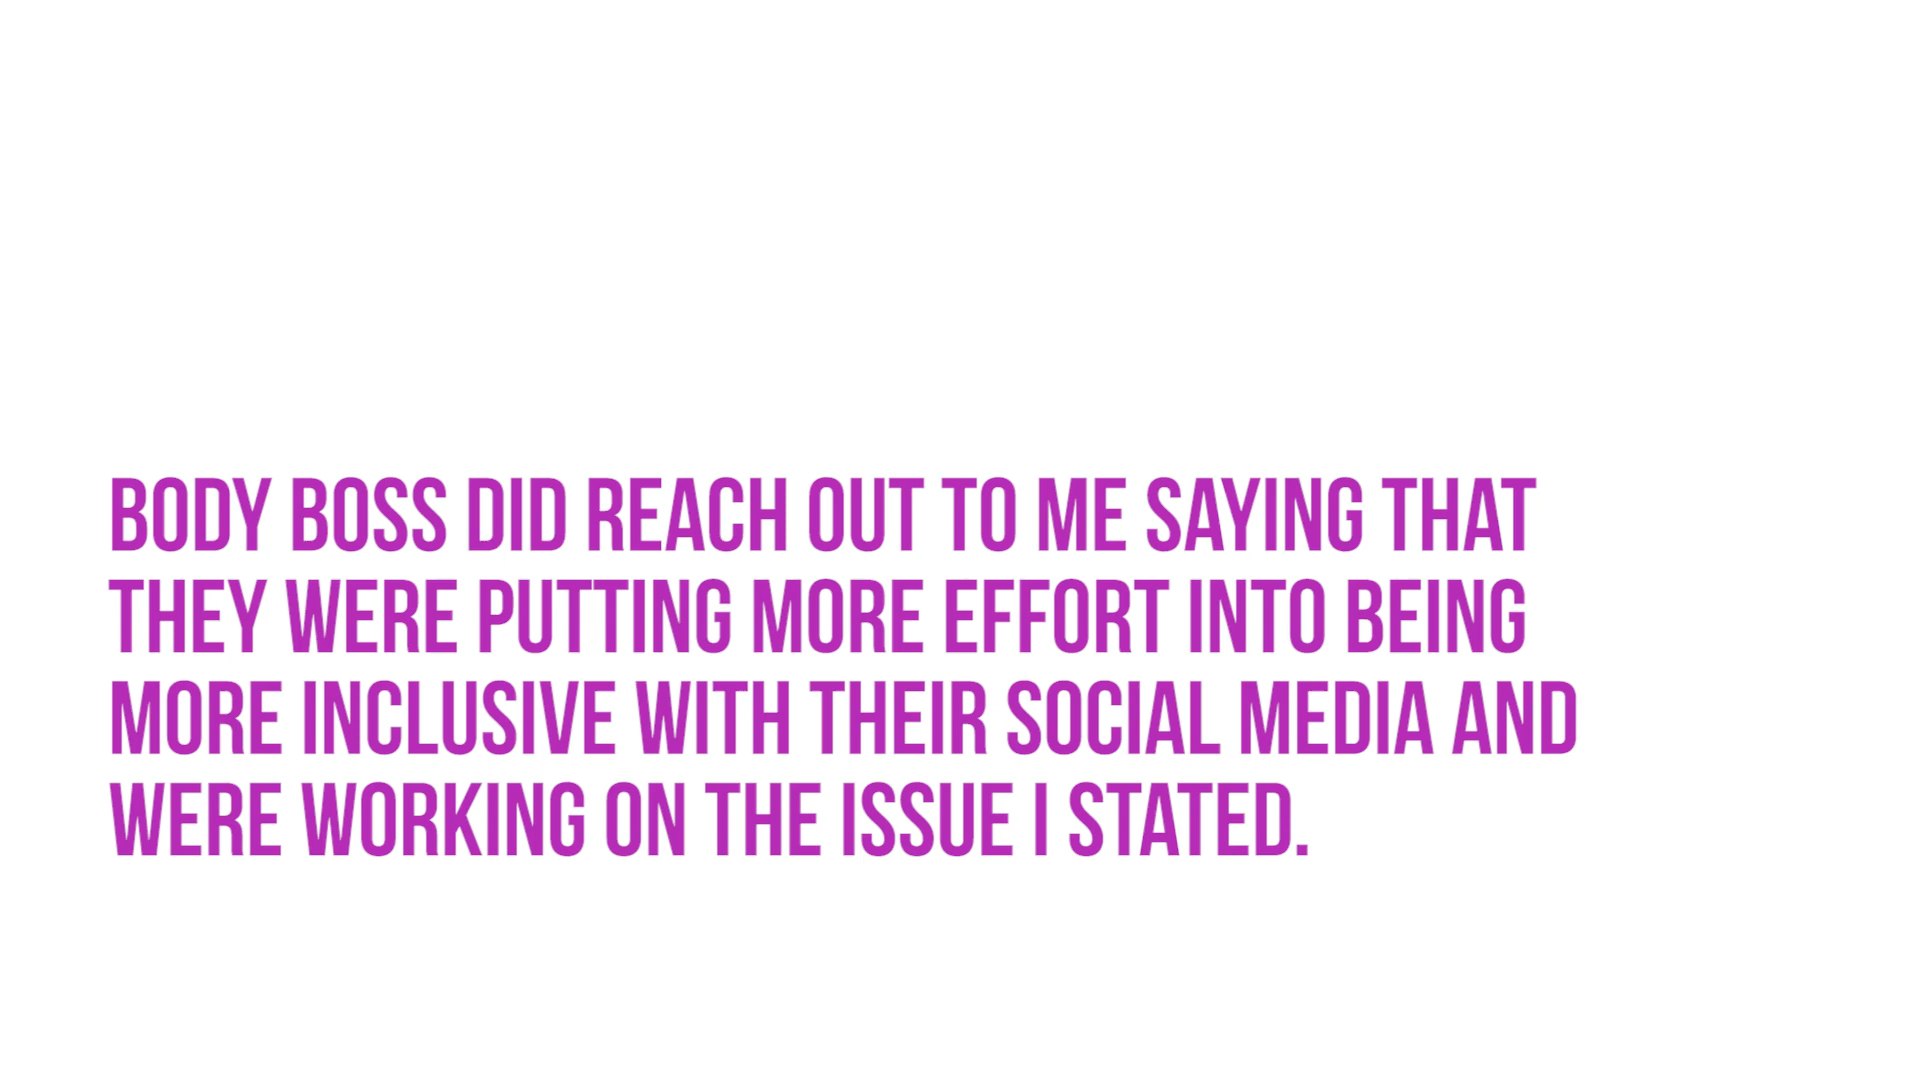 BODY BOSS DID REACH OUT TO ME SAYING THAT
THEY WERE PUTTING MORE EFFORT INTO BEING
MORE INCLUSIVE WITH THEIR SOCIAL MEDIA AND
WERE WORKING ON THE ISSUE I STATED.